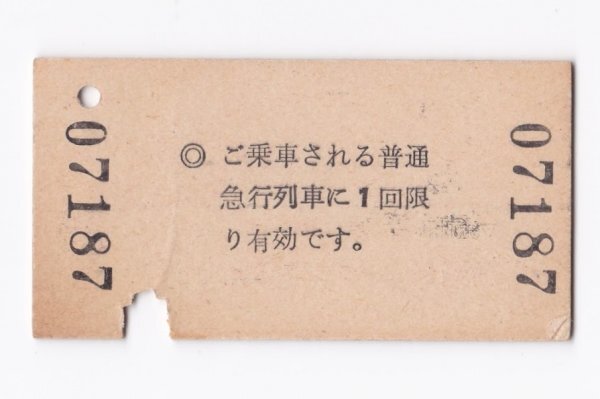 07187
◎ ご乗車される普通
急行列車に1回限
り有効です。
07187